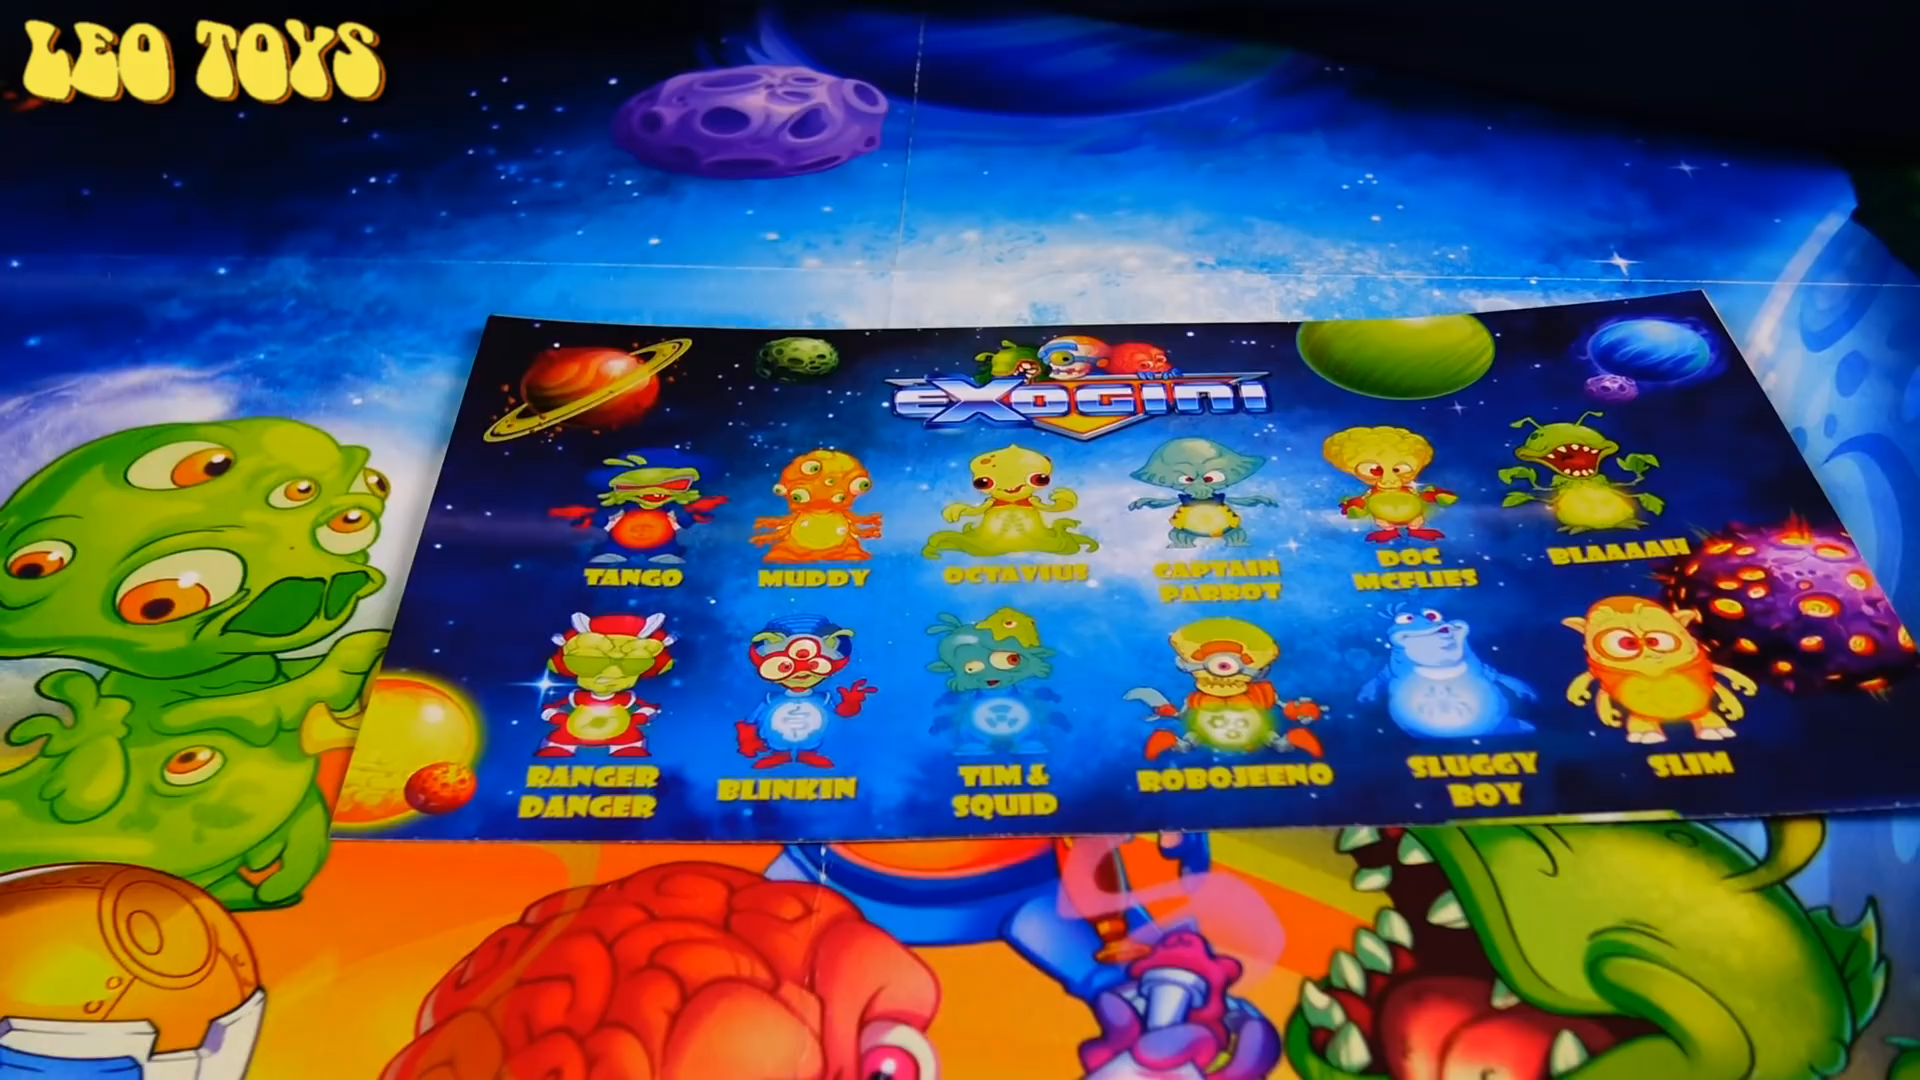 LEO TOYS
EXOGINI
TANGO
MUDDY
OCTAVIUS
CAPTAIN
PARROT
DOC
MCFLIES
BLAAAAH
RANGER
DANGER
BLINKIN
TIM &
SQUID
ROBOJEENO
SLUGGY
BOY
SLIM